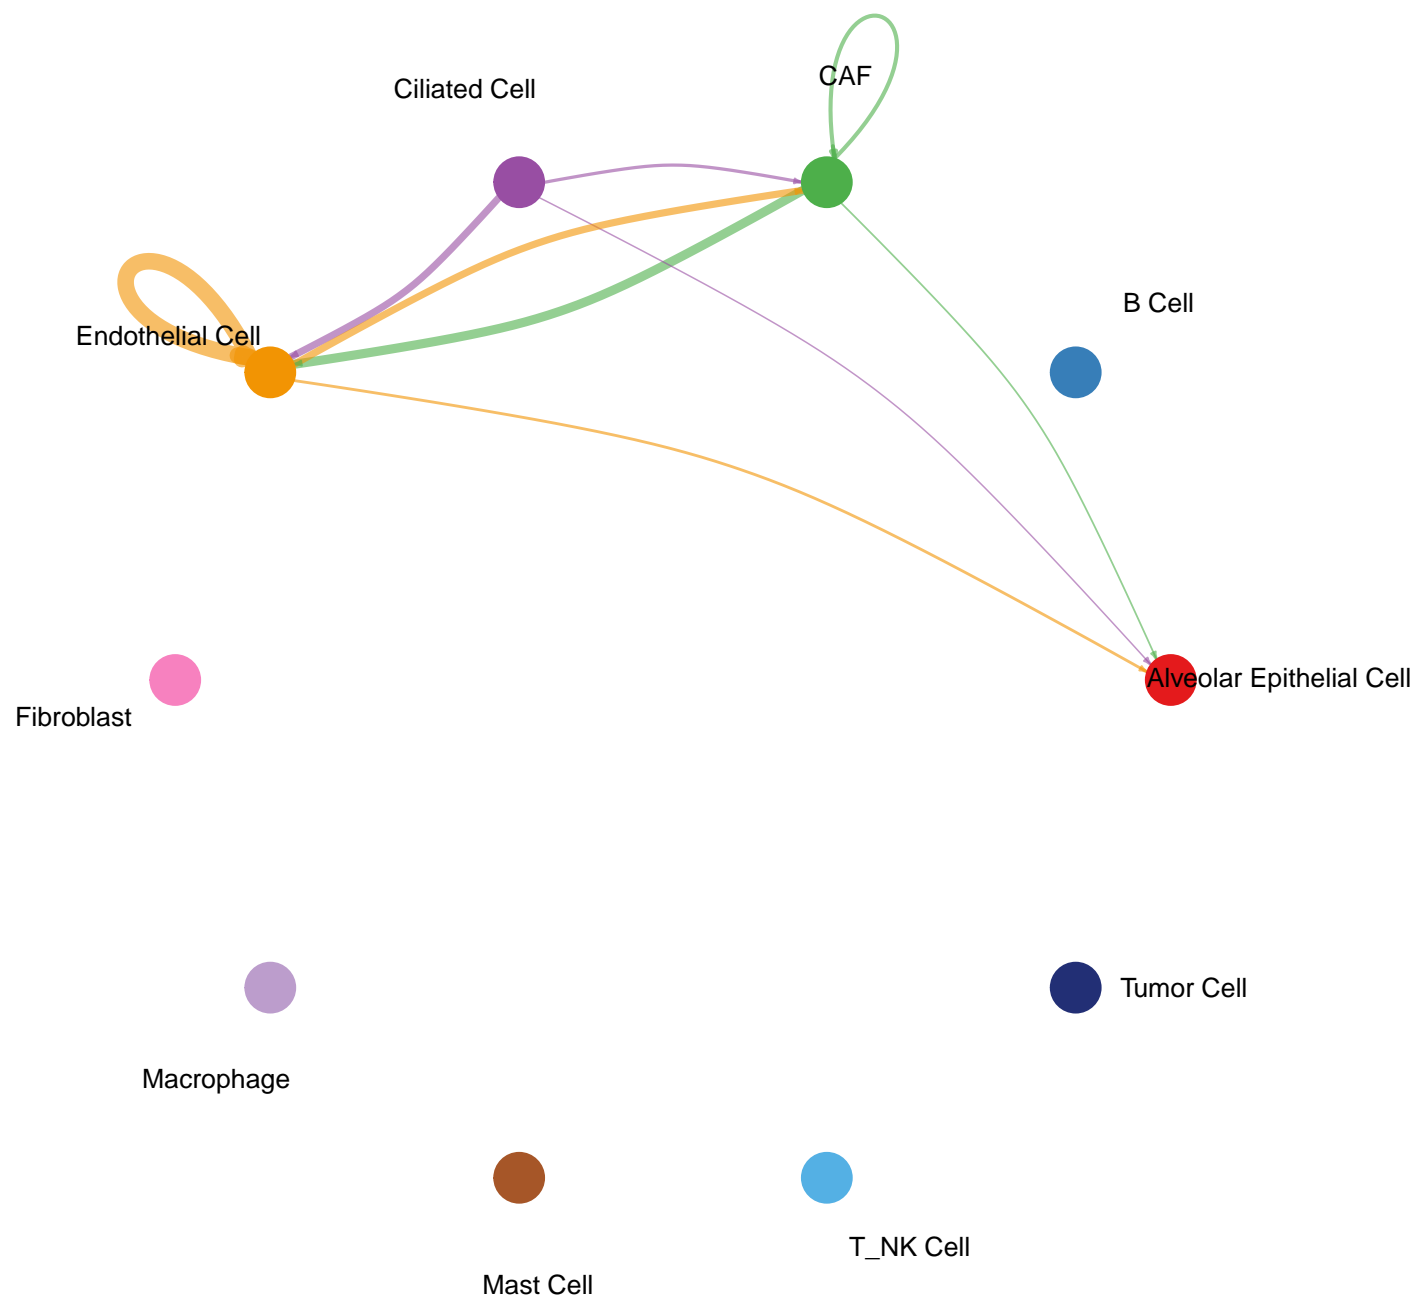 CAF
Ciliated Cell
B Cell
Endothelial Cell
Alveolar Epithelial Cell
Fibroblast
Tumor Cell
Macrophage
T_NK Cell
Mast Cell